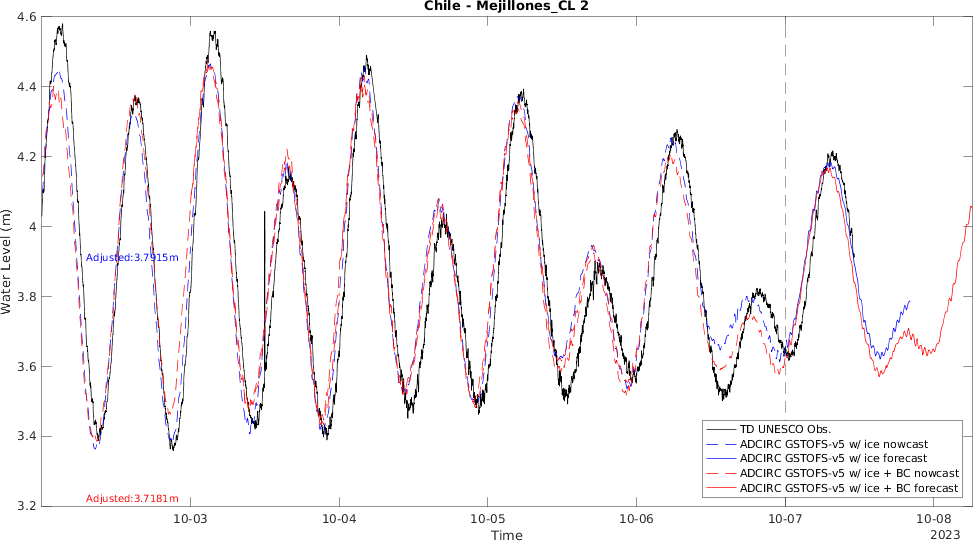 Chile - Mejillones_CL 2
4.6
4.4
4.2
4
3.8
3.6
3.4
3.2
Water Level (m)
Adjusted:3.7915m
Adjusted:3.7181m
TD UNESCO Obs.
ADCIRC GSTOFS-v5 w/ ice nowcast
ADCIRC GSTOFS-v5 w/ ice forecast
ADCIRC GSTOFS-v5 w/ ice + BC nowcast
ADCIRC GSTOFS-v5 w/ ice + BC forecast
10-03 10-04 10-05 10-06 10-07 10-08
Time 2023